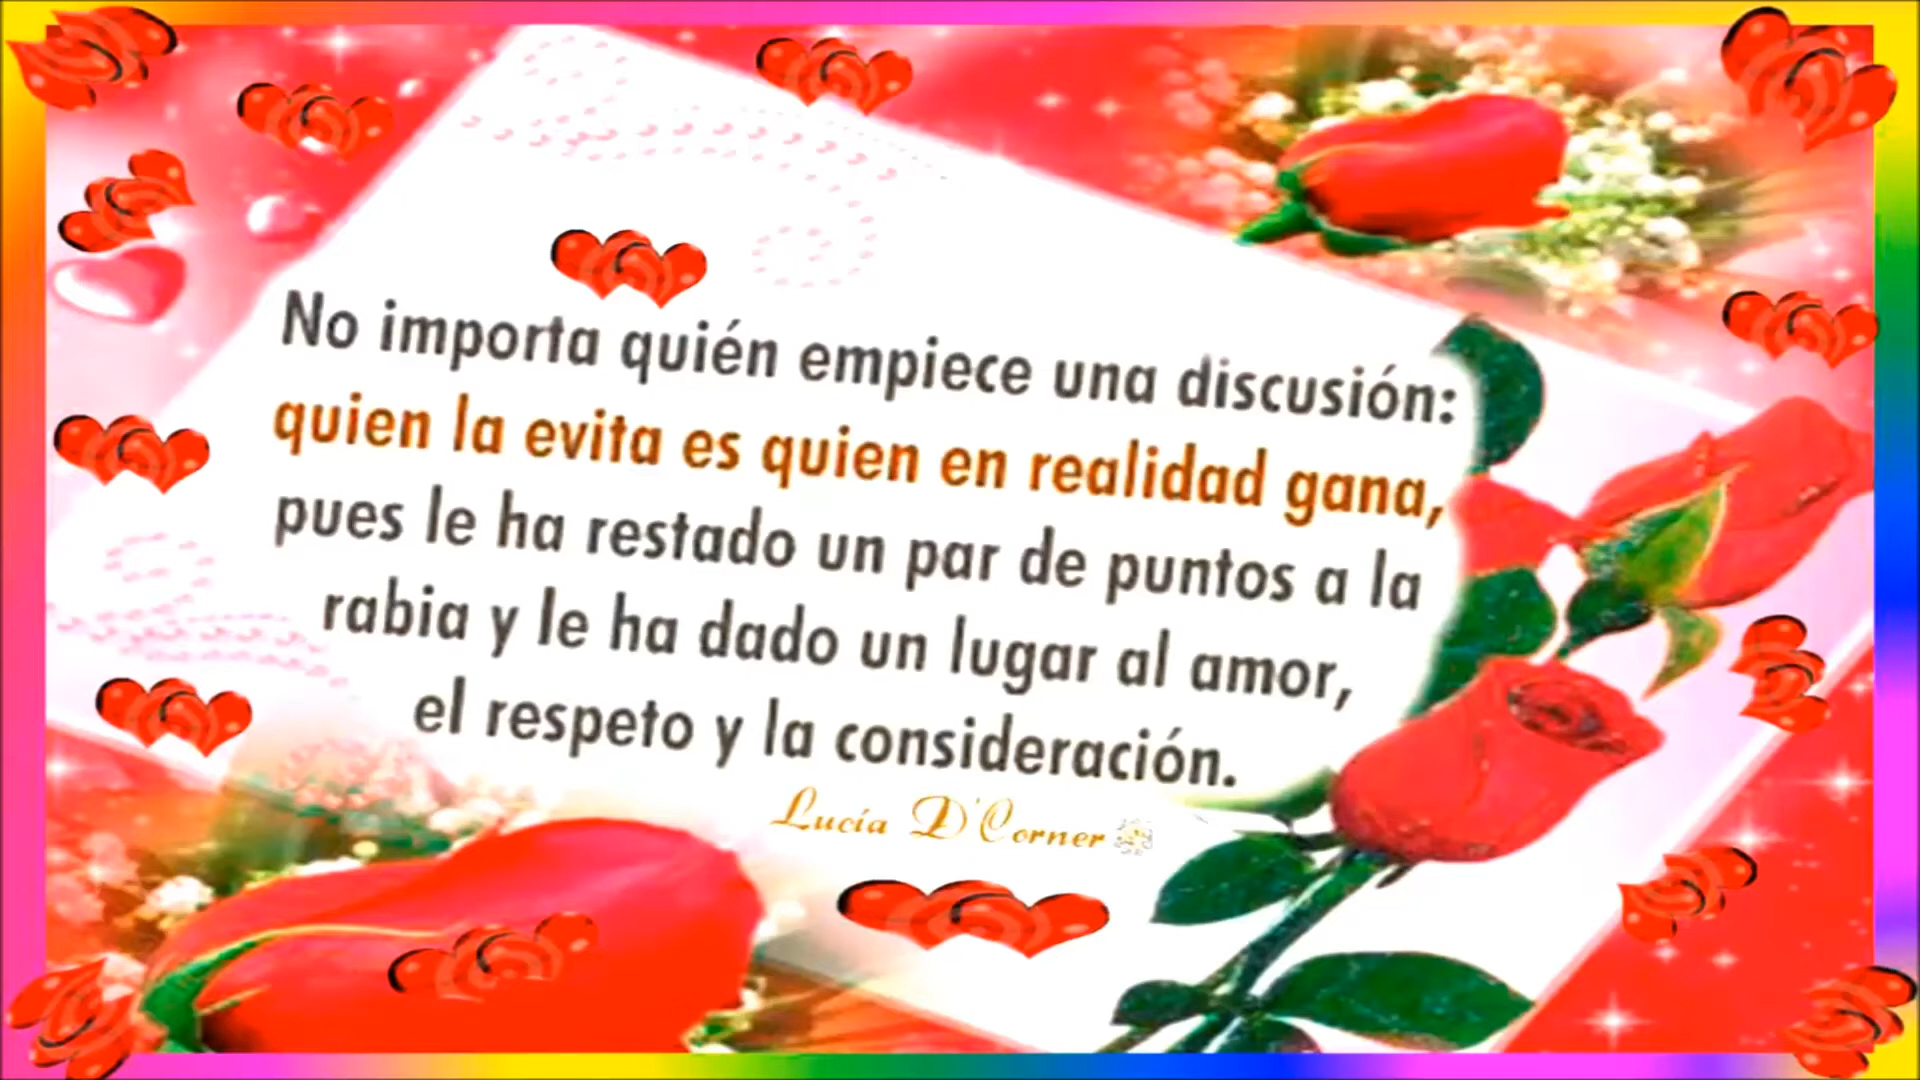 No importa quién empiece una discusión:
quien la evita es quien en realidad gana,
pues le ha restado un par de puntos a la
rabia y le ha dado un lugar al amor,
el respeto y la consideración.
Lucía D'Corner